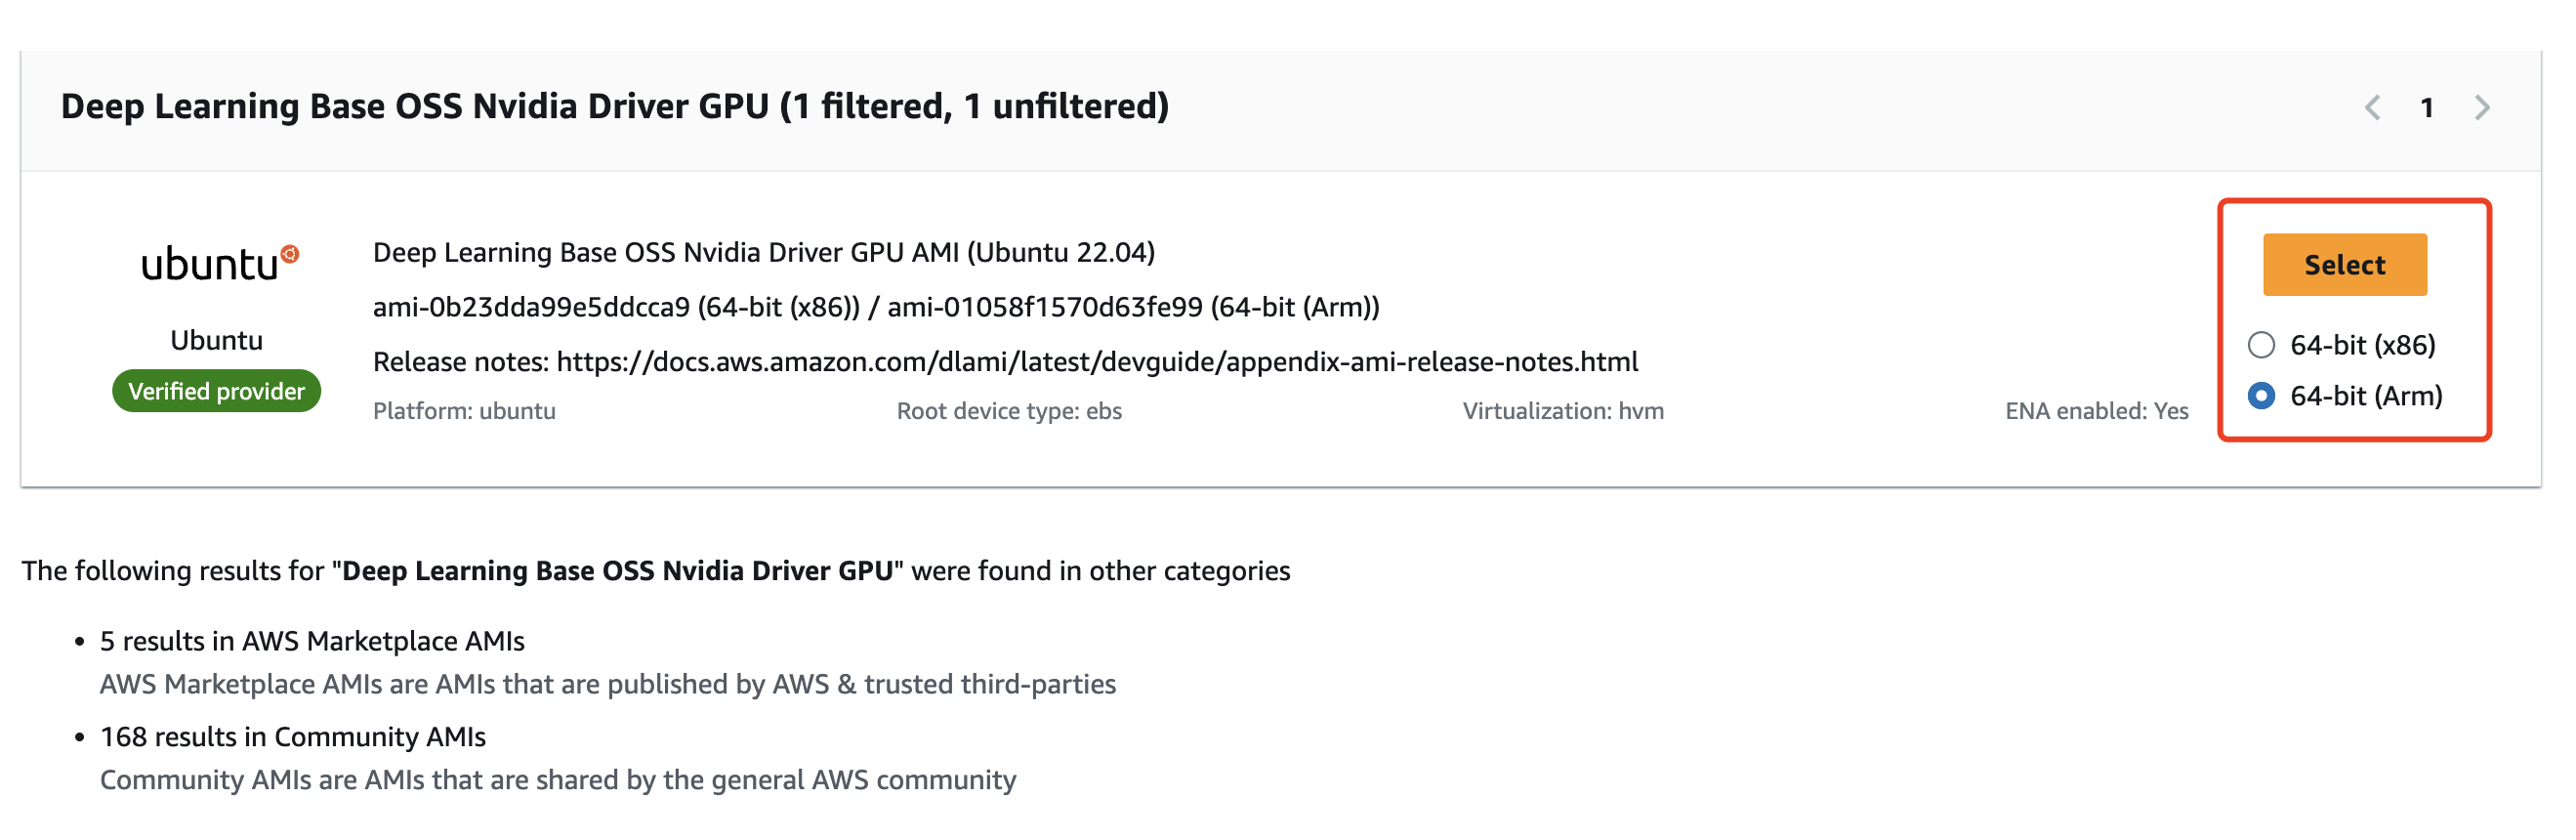 Deep Learning Base OSS Nvidia Driver GPU (1 filtered, 1 unfiltered)
1
ubuntu
Ubuntu
Verified provider
Deep Learning Base OSS Nvidia Driver GPU AMI (Ubuntu 22.04)
ami-0b23dda99e5ddcca9 (64-bit (x86)) / ami-01058f1570d63fe99 (64-bit (Arm))
Release notes: https://docs.aws.amazon.com/dlami/latest/devguide/appendix-ami-release-notes.html
Platform: ubuntu Root device type: ebs Virtualization: hvm ENA enabled: Yes
Select
64-bit (x86)
64-bit (Arm)
The following results for "Deep Learning Base OSS Nvidia Driver GPU" were found in other categories
• 5 results in AWS Marketplace AMIs
AWS Marketplace AMIs are AMIs that are published by AWS & trusted third-parties
• 168 results in Community AMIs
Community AMIs are AMIs that are shared by the general AWS community